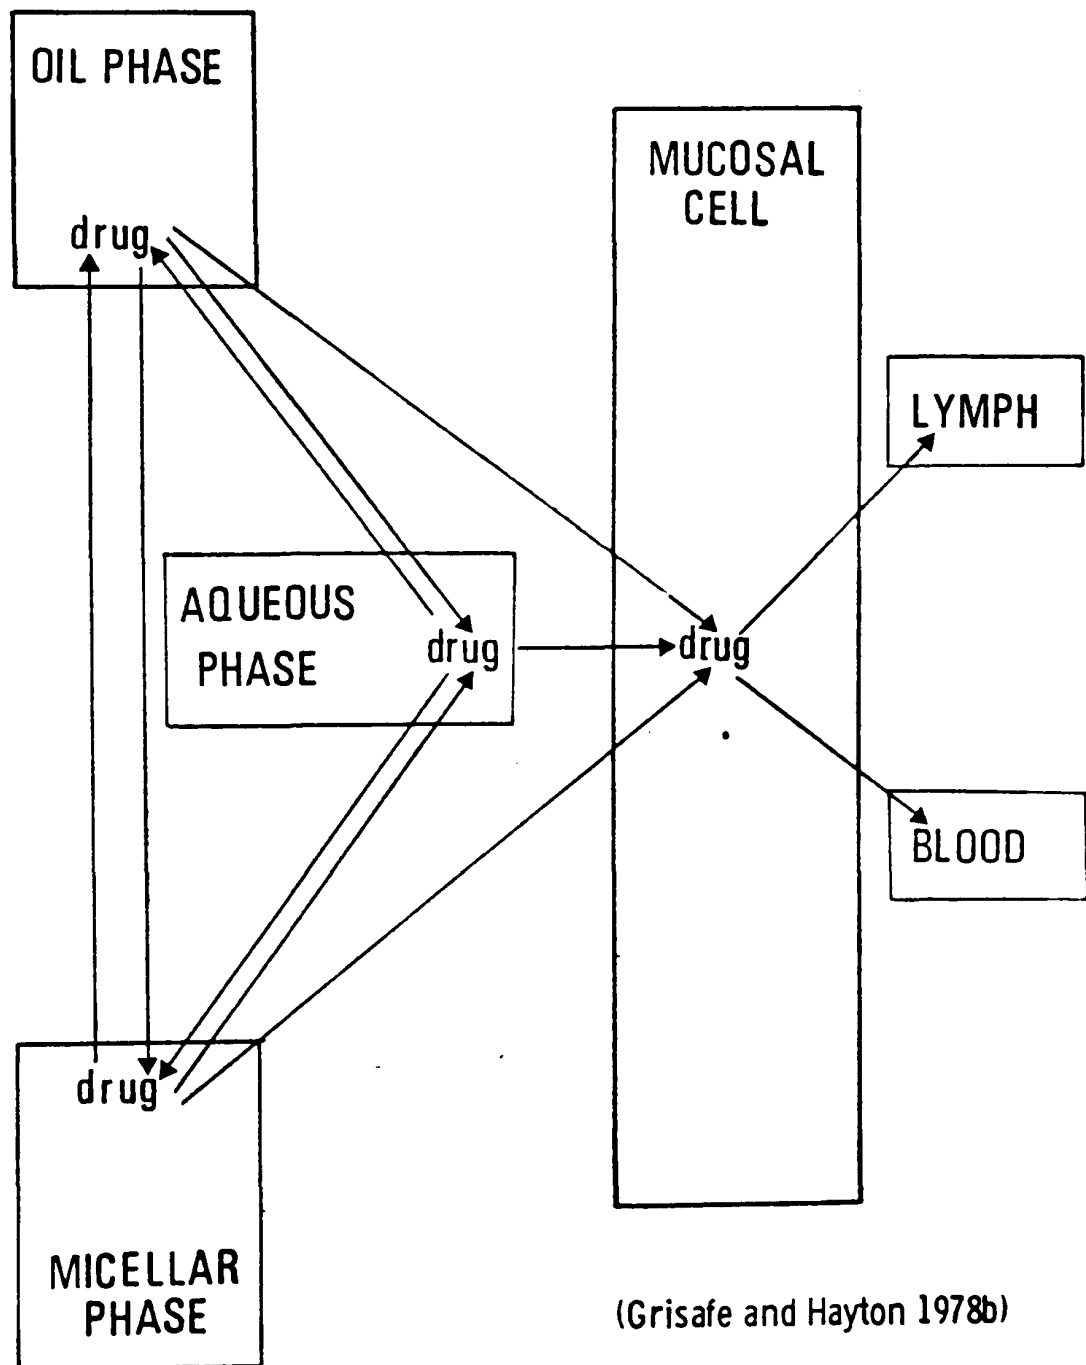 OIL PHASE
drug
MUCOSAL
CELL
LYMPH
AQUEOUS
PHASE
drug
drug
BLOOD
drug
MICELLAR
PHASE
(Grisafe and Hayton 1978b)